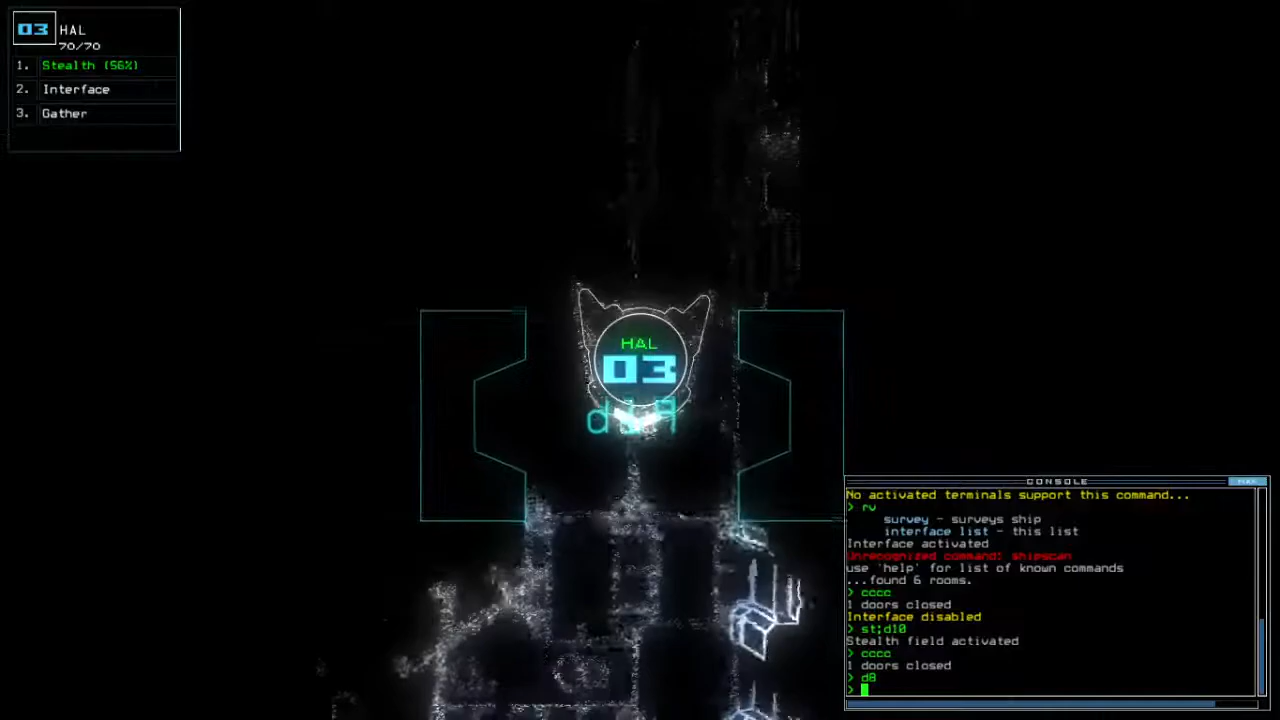 03 HAL
70/70
1. Stealth (56%)
2. Interface
3. Gather
HAL
03
CONSOLE
No activated terminals support this command...
> rv
survey - surveys ship
interface list - this list
Interface activated
Unrecognized command: shipscan
use 'help' for list of known commands
...found 6 rooms.
> cccc
1 doors closed
Interface disabled
> st;d10
Stealth field activated
> cccc
1 doors closed
> d8
>